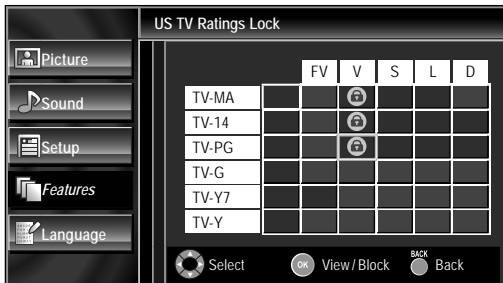 US TV Ratings Lock
Picture
Sound
Setup
Features
Language
FV V S L D
TV-MA
TV-14
TV-PG
TV-G
TV-Y7
TV-Y
Select
OK View/Block
BACK Back